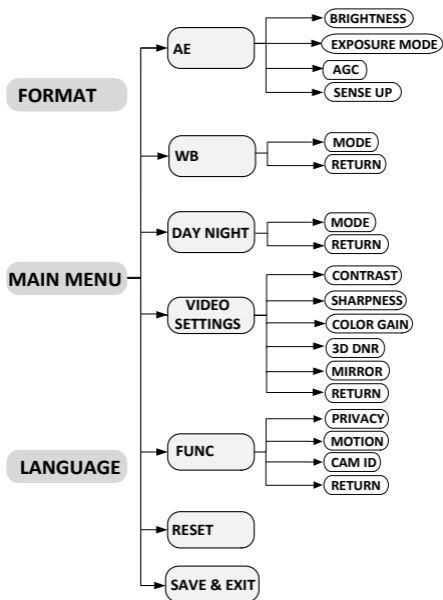 FORMAT
MAIN MENU
LANGUAGE
AE
BRIGHTNESS
EXPOSURE MODE
AGC
SENSE UP
WB
MODE
RETURN
DAY NIGHT
MODE
RETURN
VIDEO
SETTINGS
CONTRAST
SHARPNESS
COLOR GAIN
3D DNR
MIRROR
RETURN
FUNC
PRIVACY
MOTION
CAM ID
RETURN
RESET
SAVE & EXIT